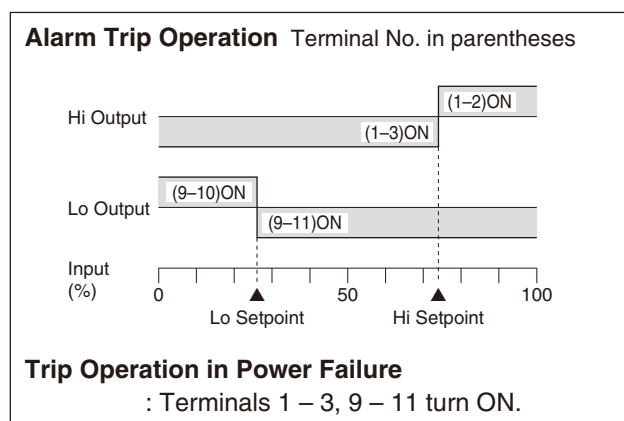 Alarm Trip Operation Terminal No. in parentheses
Hi Output
(1–2)ON
(1–3)ON
Lo Output
(9–10)ON
(9–11)ON
Input
(%)
0
50
100
Lo Setpoint
Hi Setpoint
Trip Operation in Power Failure
: Terminals 1 – 3, 9 – 11 turn ON.